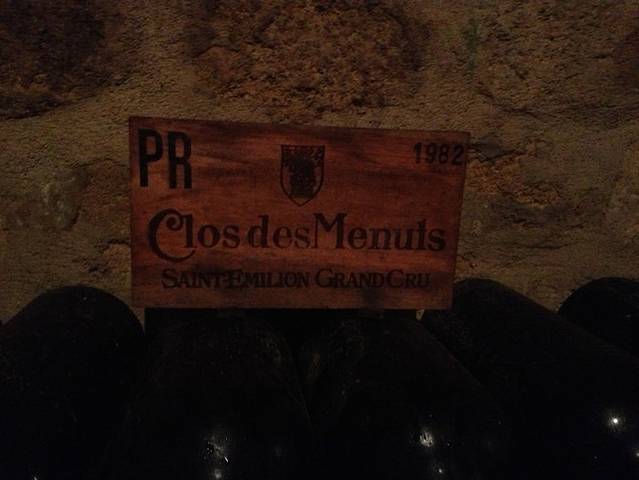 PR 1982
Clos des Menuts
SAINT-EMILION GRAND CRU